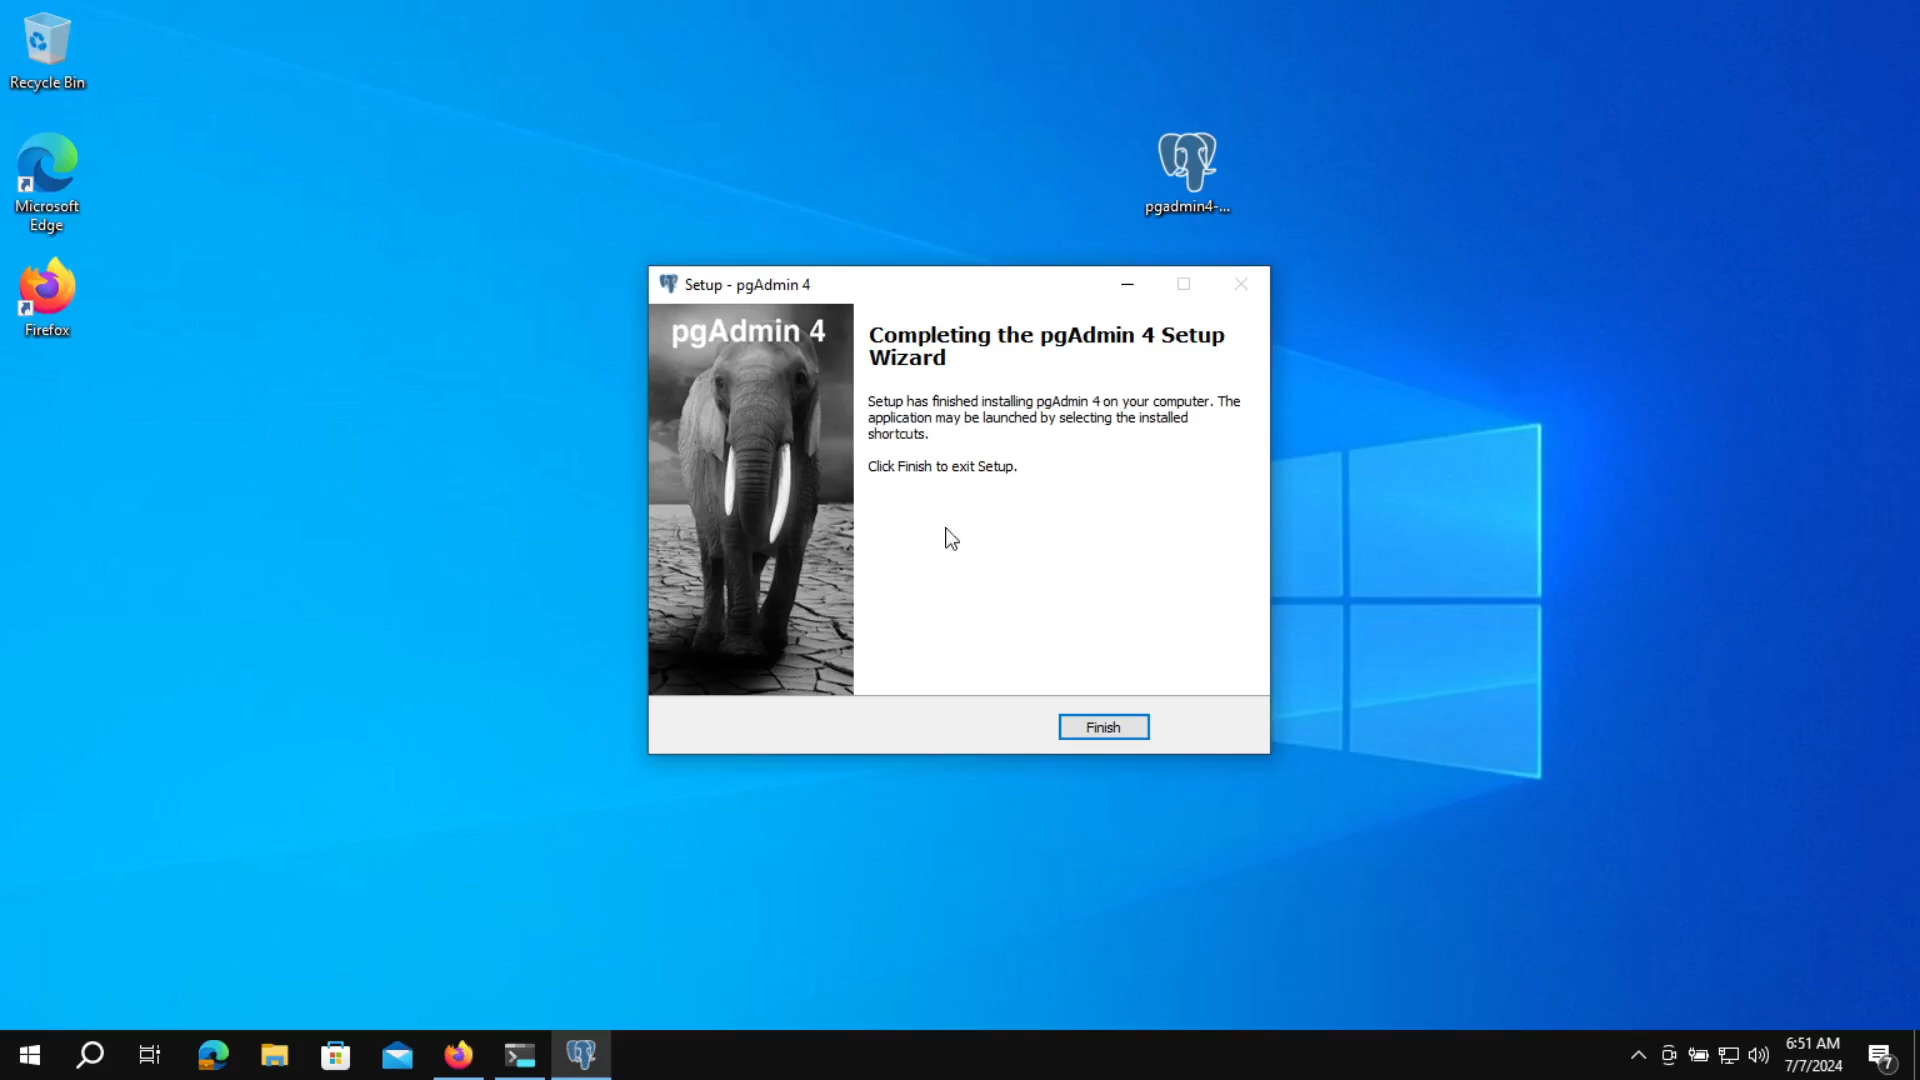 Recycle Bin
Microsoft
Edge
Firefox
pgadmin4-...
Setup - pgAdmin 4
pgAdmin 4
Completing the pgAdmin 4 Setup
Wizard
Setup has finished installing pgAdmin 4 on your computer. The
application may be launched by selecting the installed
shortcuts.
Click Finish to exit Setup.
Finish
6:51 AM
7/7/2024
7